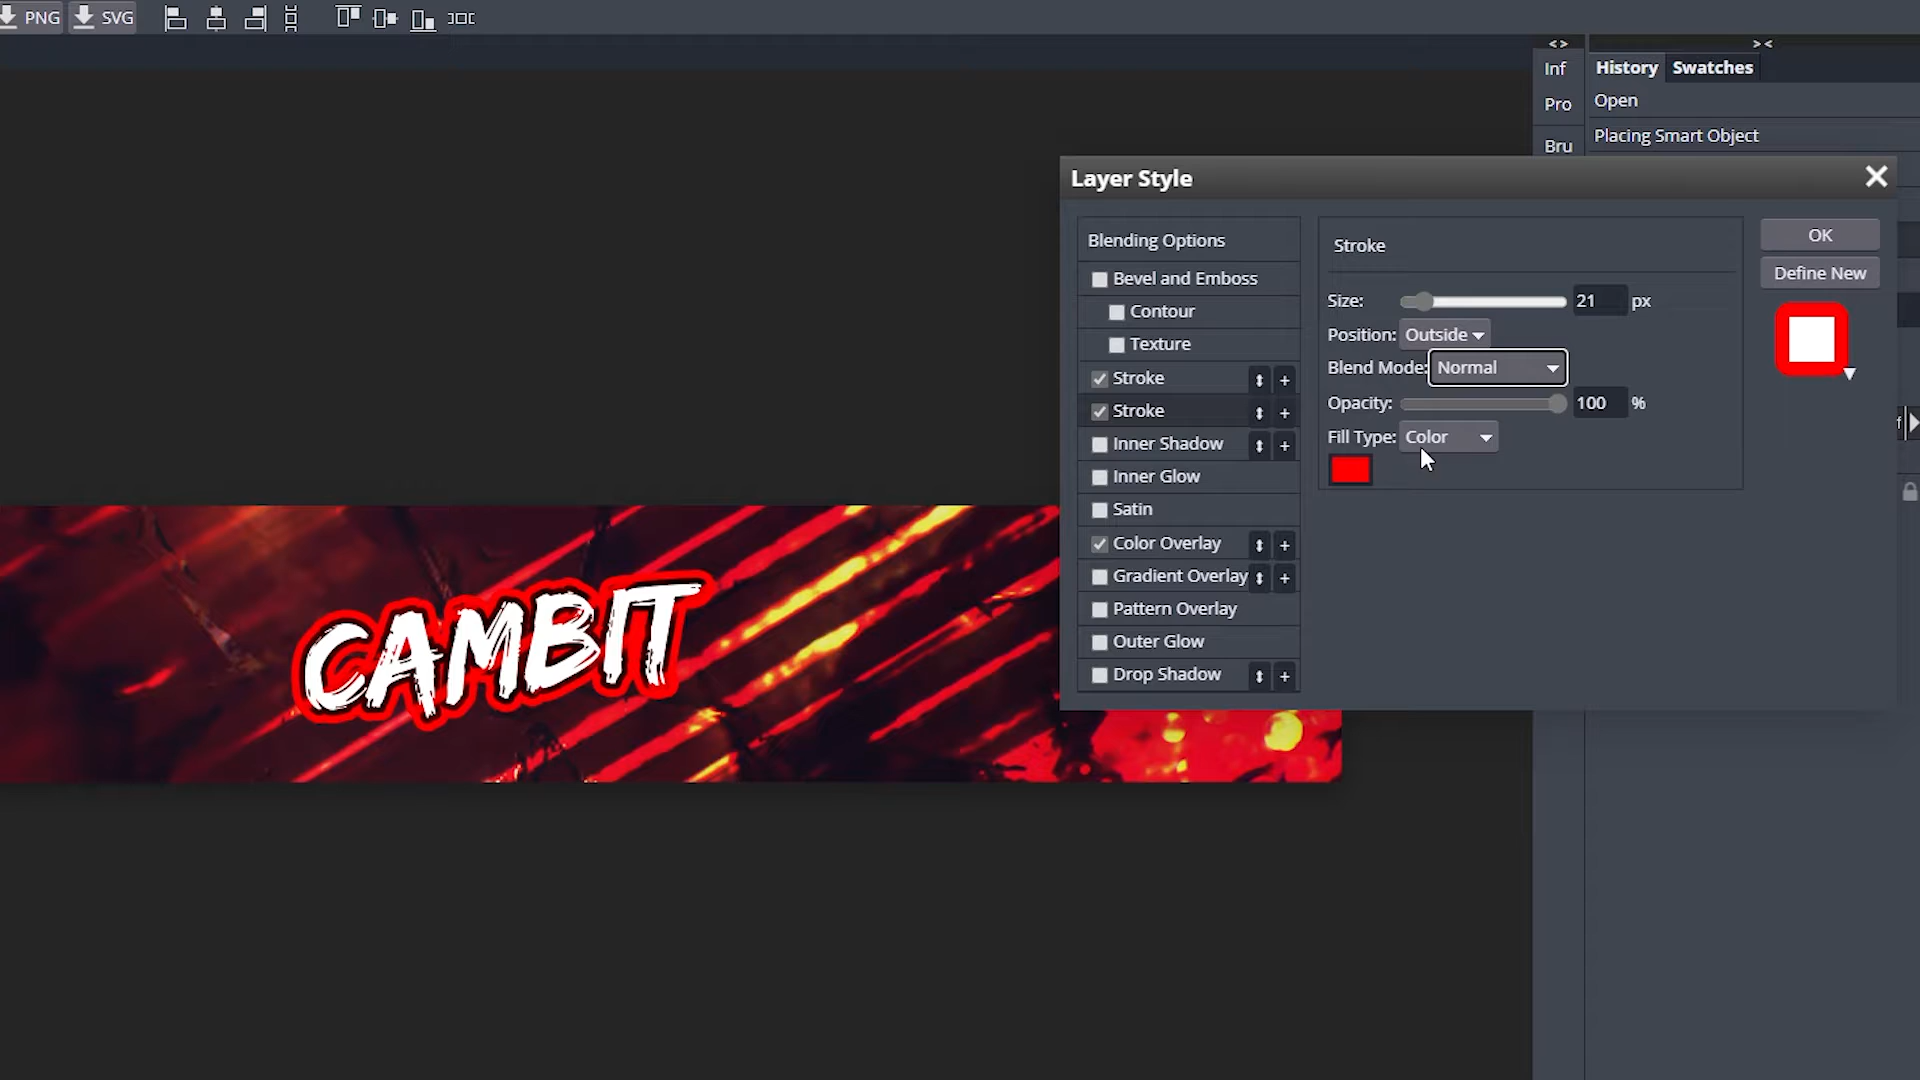 PNG SVG
Inf
Pro
Bru
History Swatches
Open
Placing Smart Object
Layer Style
Blending Options
Bevel and Emboss
Contour
Texture
Stroke
Stroke
Inner Shadow
Inner Glow
Satin
Color Overlay
Gradient Overlay
Pattern Overlay
Outer Glow
Drop Shadow
Stroke
Size: 21 px
Position: Outside
Blend Mode: Normal
Opacity: 100 %
Fill Type: Color
OK
Define New
CAMBIT